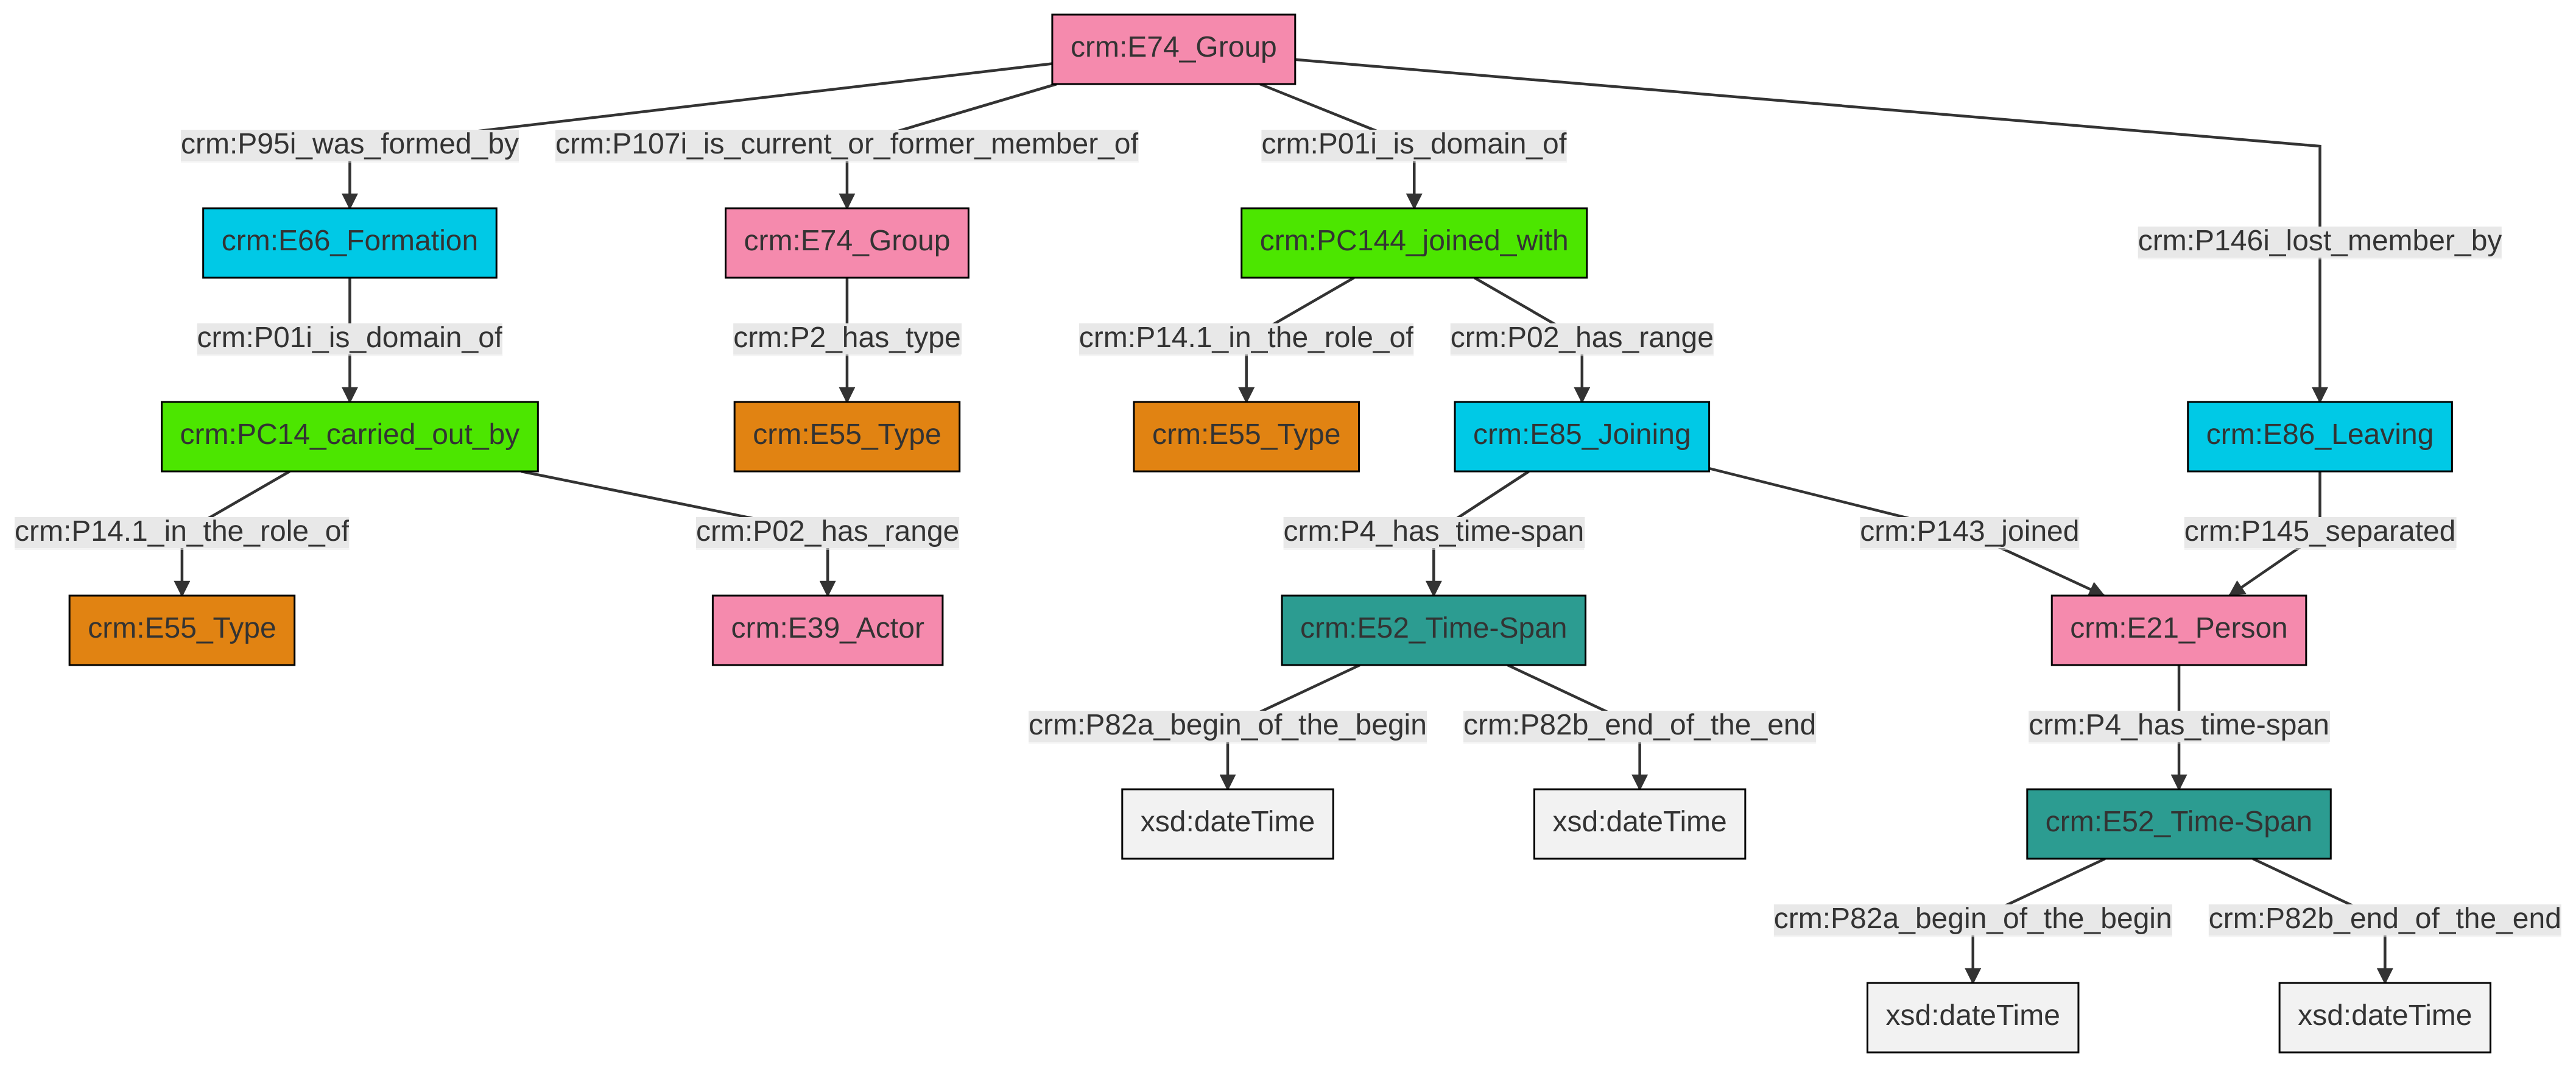 crm:E74_Group
crm:P95i_was_formed_by
crm:P107i_is_current_or_former_member_of
crm:P01i_is_domain_of
crm:E66_Formation
crm:E74_Group
crm:PC144_joined_with
crm:P146i_lost_member_by
crm:P01i_is_domain_of
crm:P2_has_type
crm:P14.1_in_the_role_of
crm:P02_has_range
crm:PC14_carried_out_by
crm:E55_Type
crm:E55_Type
crm:E85_Joining
crm:E86_Leaving
crm:P14.1_in_the_role_of
crm:P02_has_range
crm:P4_has_time-span
crm:P143_joined
crm:P145_separated
crm:E55_Type
crm:E39_Actor
crm:E52_Time-Span
crm:E21_Person
crm:P82a_begin_of_the_begin
crm:P82b_end_of_the_end
crm:P4_has_time-span
xsd:dateTime
xsd:dateTime
crm:E52_Time-Span
crm:P82a_begin_of_the_begin
crm:P82b_end_of_the_end
xsd:dateTime
xsd:dateTime